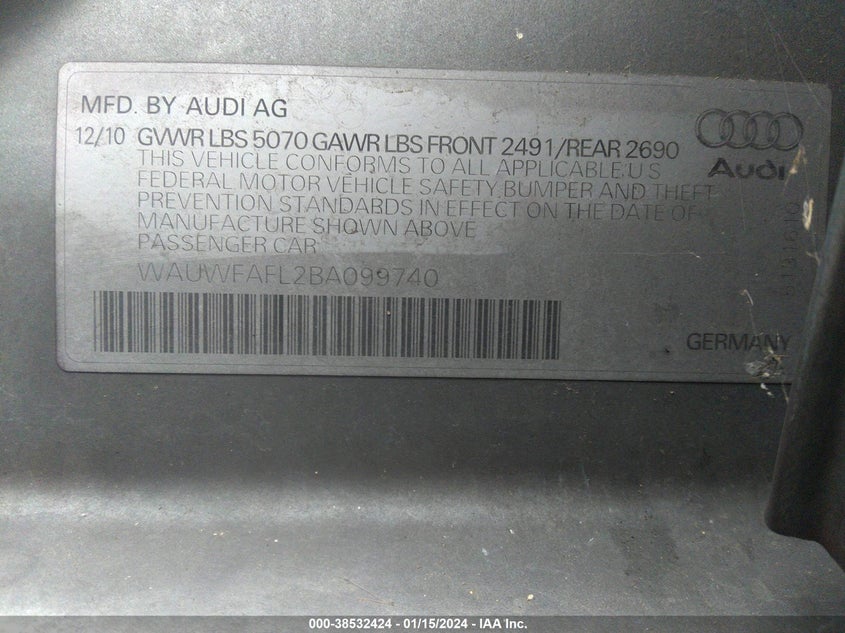 MFD. BY AUDI AG
12/10 GVWR LBS 5070 GAWR LBS FRONT 2491/REAR 2690
THIS VEHICLE CONFORMS TO ALL APPLICABLE U S
FEDERAL MOTOR VEHICLE SAFETY, BUMPER AND THEFT
PREVENTION STANDARDS IN EFFECT ON THE DATE OF
MANUFACTURE SHOWN ABOVE
PASSENGER CAR
WAUWFAFL2BA099740
Audi
GERMANY
000-38532424 - 01/15/2024 - IAA Inc.